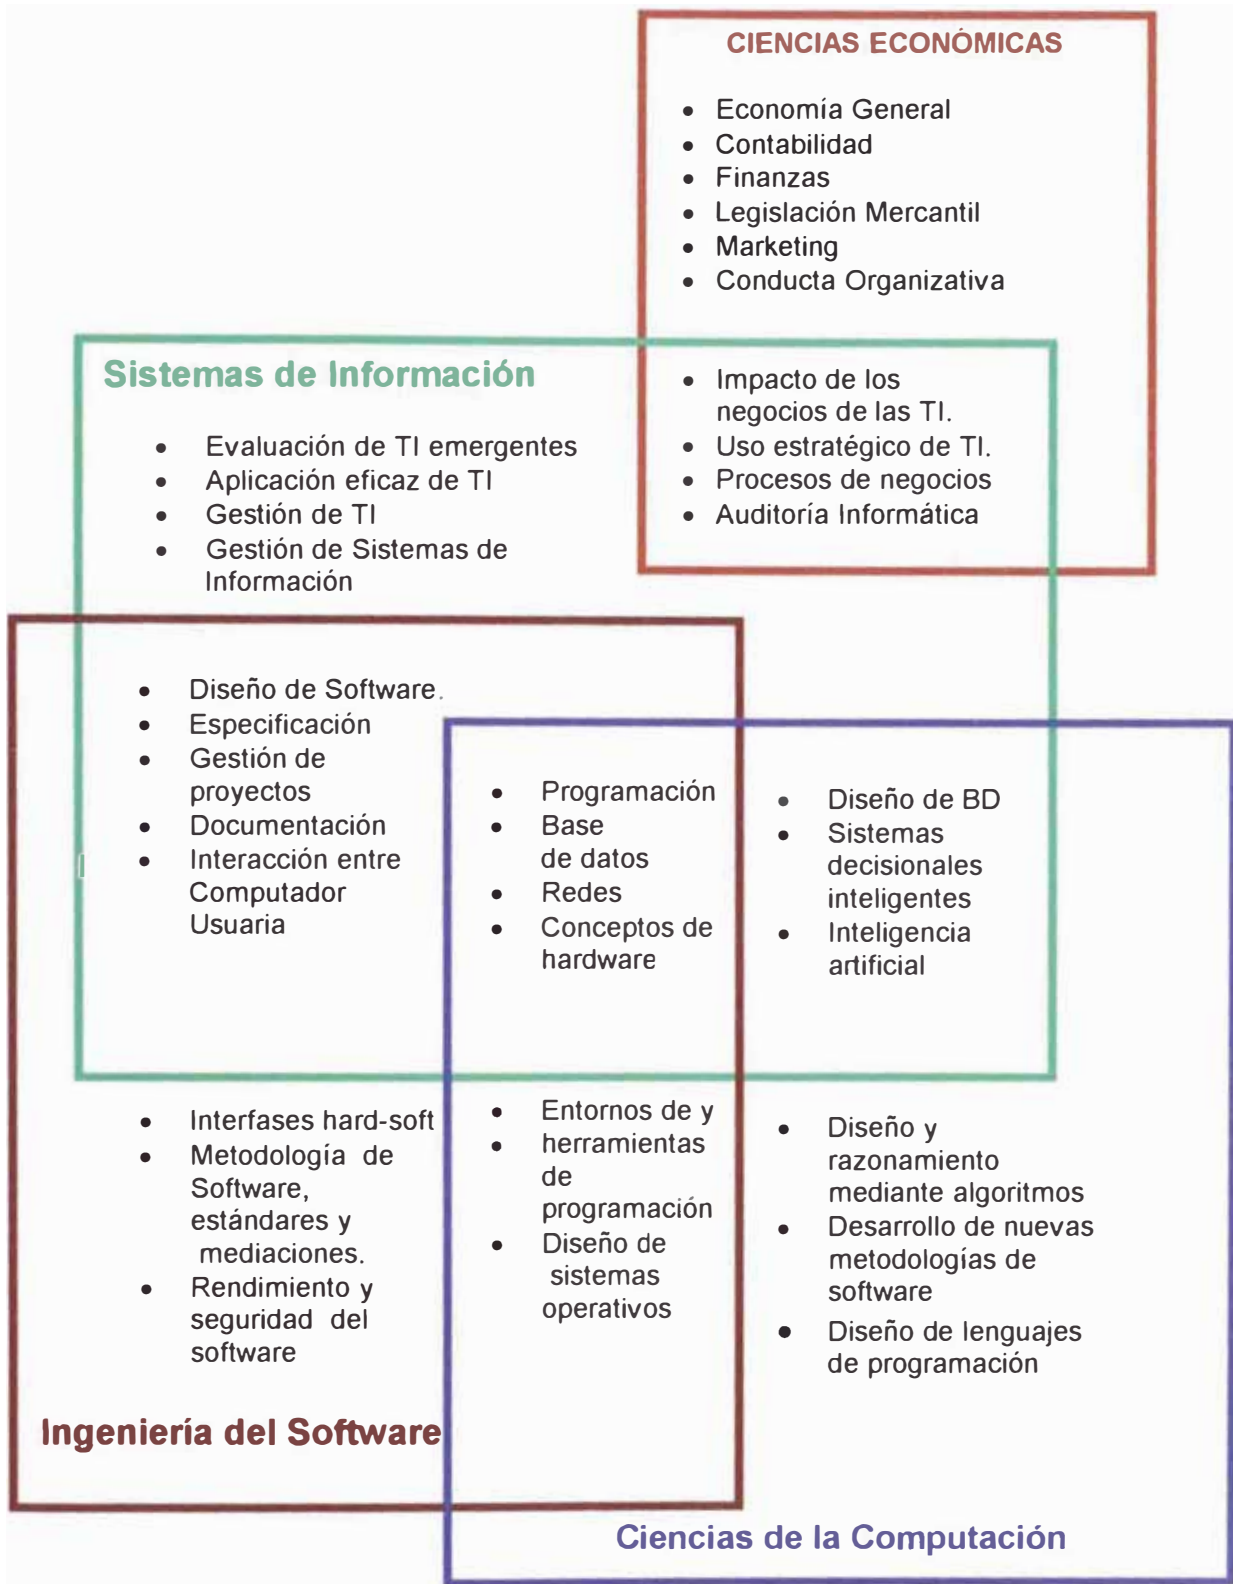 CIENCIAS ECONÓMICAS
• Economía General
• Contabilidad
• Finanzas
• Legislación Mercantil
• Marketing
• Conducta Organizativa
Sistemas de Información
• Evaluación de TI emergentes
• Aplicación eficaz de TI
• Gestión de TI
• Gestión de Sistemas de
Información
• Impacto de los
negocios de las TI.
• Uso estratégico de TI.
• Procesos de negocios
• Auditoría Informática
• Diseño de Software.
• Especificación
• Gestión de
proyectos
• Documentación
• Interacción entre
Computador
Usuaria
• Programación
• Base
de datos
• Redes
• Conceptos de
hardware
• Diseño de BD
• Sistemas
decisionales
inteligentes
• Inteligencia
artificial
• Interfases hard-soft
• Metodología de
Software,
estándares y
mediaciones.
• Rendimiento y
seguridad del
software
• Entornos de y
• herramientas
de
programación
• Diseño de
sistemas
operativos
• Diseño y
razonamiento
mediante algoritmos
• Desarrollo de nuevas
metodologías de
software
• Diseño de lenguajes
de programación
Ingeniería del Software
Ciencias de la Computación